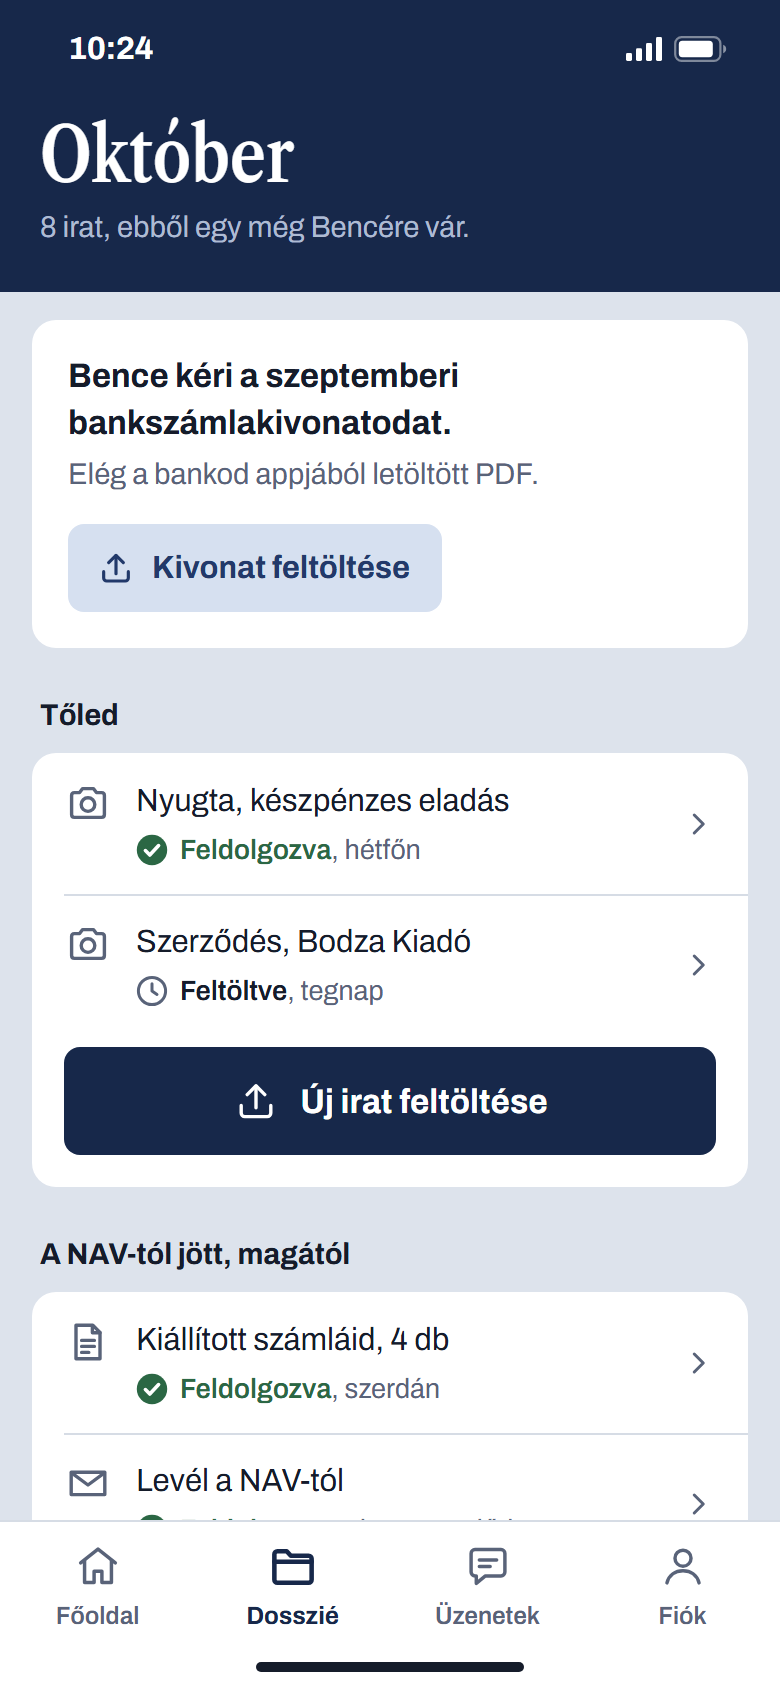 10:24
Október
8 irat, ebből egy még Bencére vár.
Bence kéri a szeptemberi
bankszámlakivonatodat.
Elég a bankod appjából letöltött PDF.
Kivonat feltöltése
Tőled
Nyugta, készpénzes eladás
Feldolgozva, hétfőn
Szerződés, Bodza Kiadó
Feltöltve, tegnap
Új irat feltöltése
A NAV-tól jött, magától
Kiállított számláid, 4 db
Feldolgozva, szerdán
Levél a NAV-tól
Főoldal
Dosszié
Üzenetek
Fiók